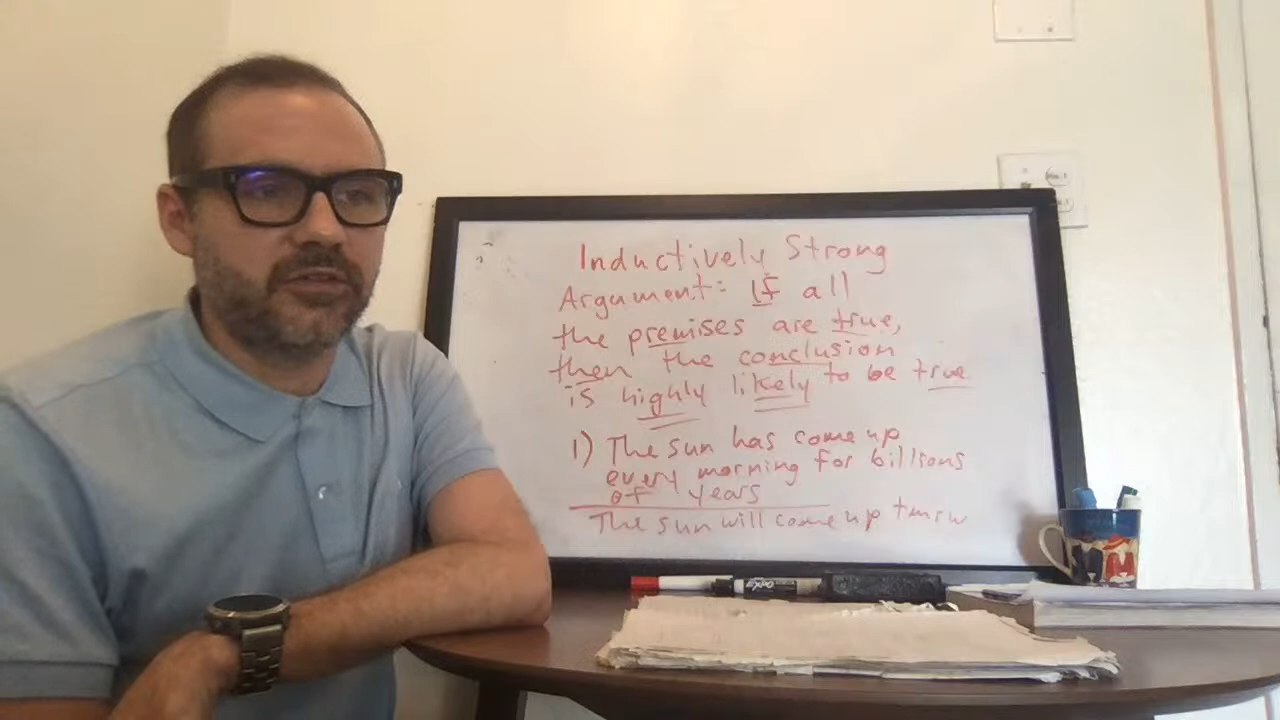 Inductively Strong
Argument: If all
the premises are true,
then the conclusion
is highly likely to be true
1) The sun has come up
every morning for billions
of years
The sun will come up tmrw